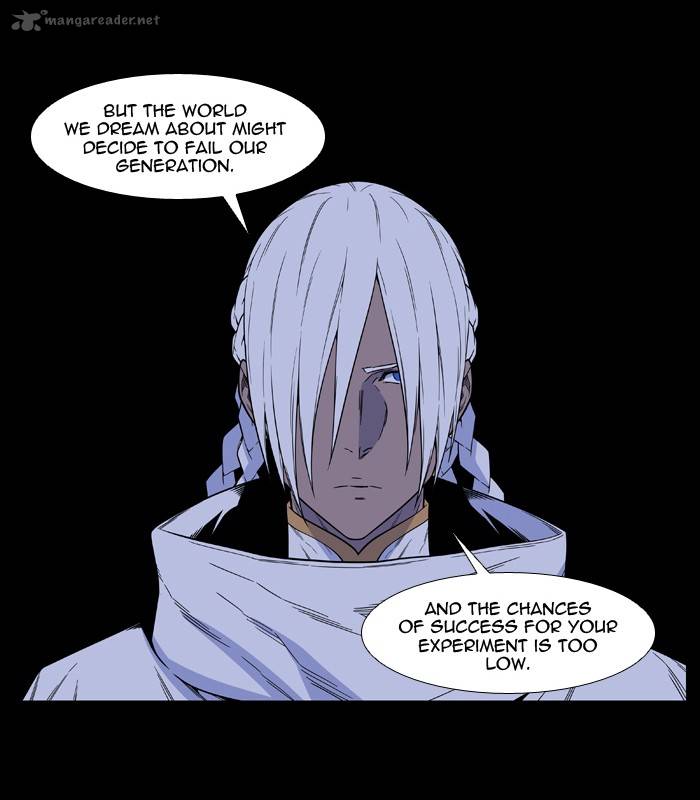 mangareader.net
BUT THE WORLD
WE DREAM ABOUT MIGHT
DECIDE TO FAIL OUR
GENERATION.
AND THE CHANCES
OF SUCCESS FOR YOUR
EXPERIMENT IS TOO
LOW.